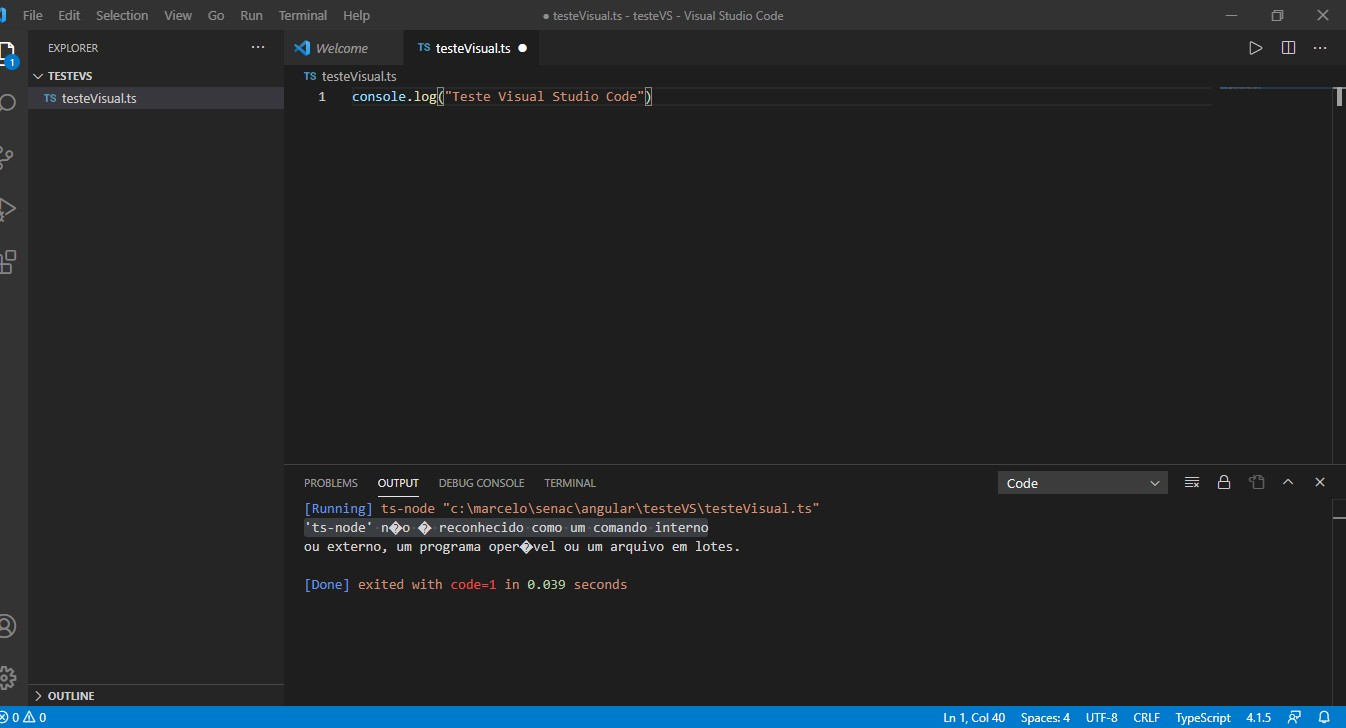 File Edit Selection View Go Run Terminal Help ● testeVisual.ts - testeVS - Visual Studio Code
EXPLORER ···
Welcome
TS testeVisual.ts ●
TESTEVS
TS testeVisual.ts
TS testeVisual.ts
1 console.log("Teste Visual Studio Code")
1
PROBLEMS OUTPUT DEBUG CONSOLE TERMINAL
Code
[Running] ts-node "c:\marcelo\senac\angular\testeVS\testeVisual.ts"
'ts-node' n�o � reconhecido como um comando interno
ou externo, um programa oper�vel ou um arquivo em lotes.
[Done] exited with code=1 in 0.039 seconds
OUTLINE
0 0
Ln 1, Col 40 Spaces: 4 UTF-8 CRLF TypeScript 4.1.5